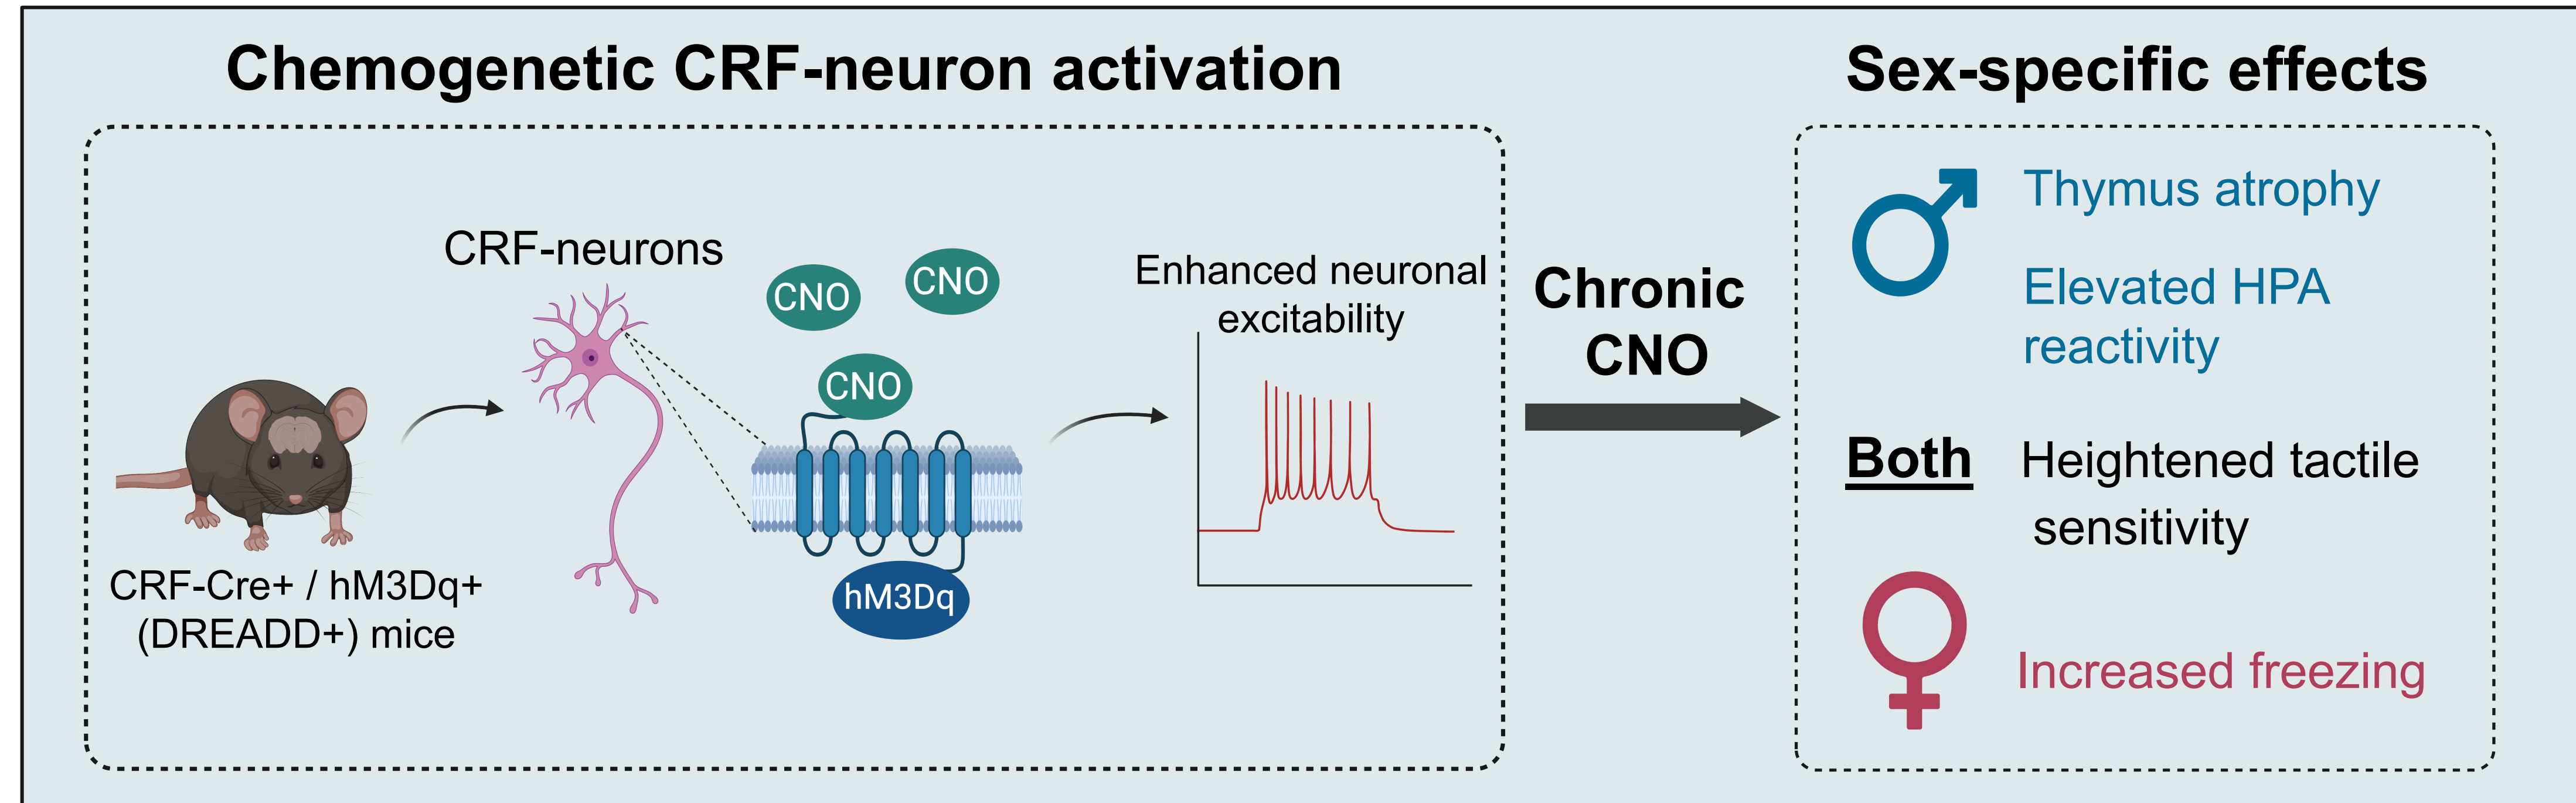 Chemogenetic CRF-neuron activation
CRF-neurons
CNO
CNO
CNO
hM3Dq
CRF-Cre+ / hM3Dq+
(DREADD+) mice
Enhanced neuronal
excitability
Chronic
CNO
Sex-specific effects
Thymus atrophy
Elevated HPA
reactivity
Both Heightened tactile
sensitivity
Increased freezing